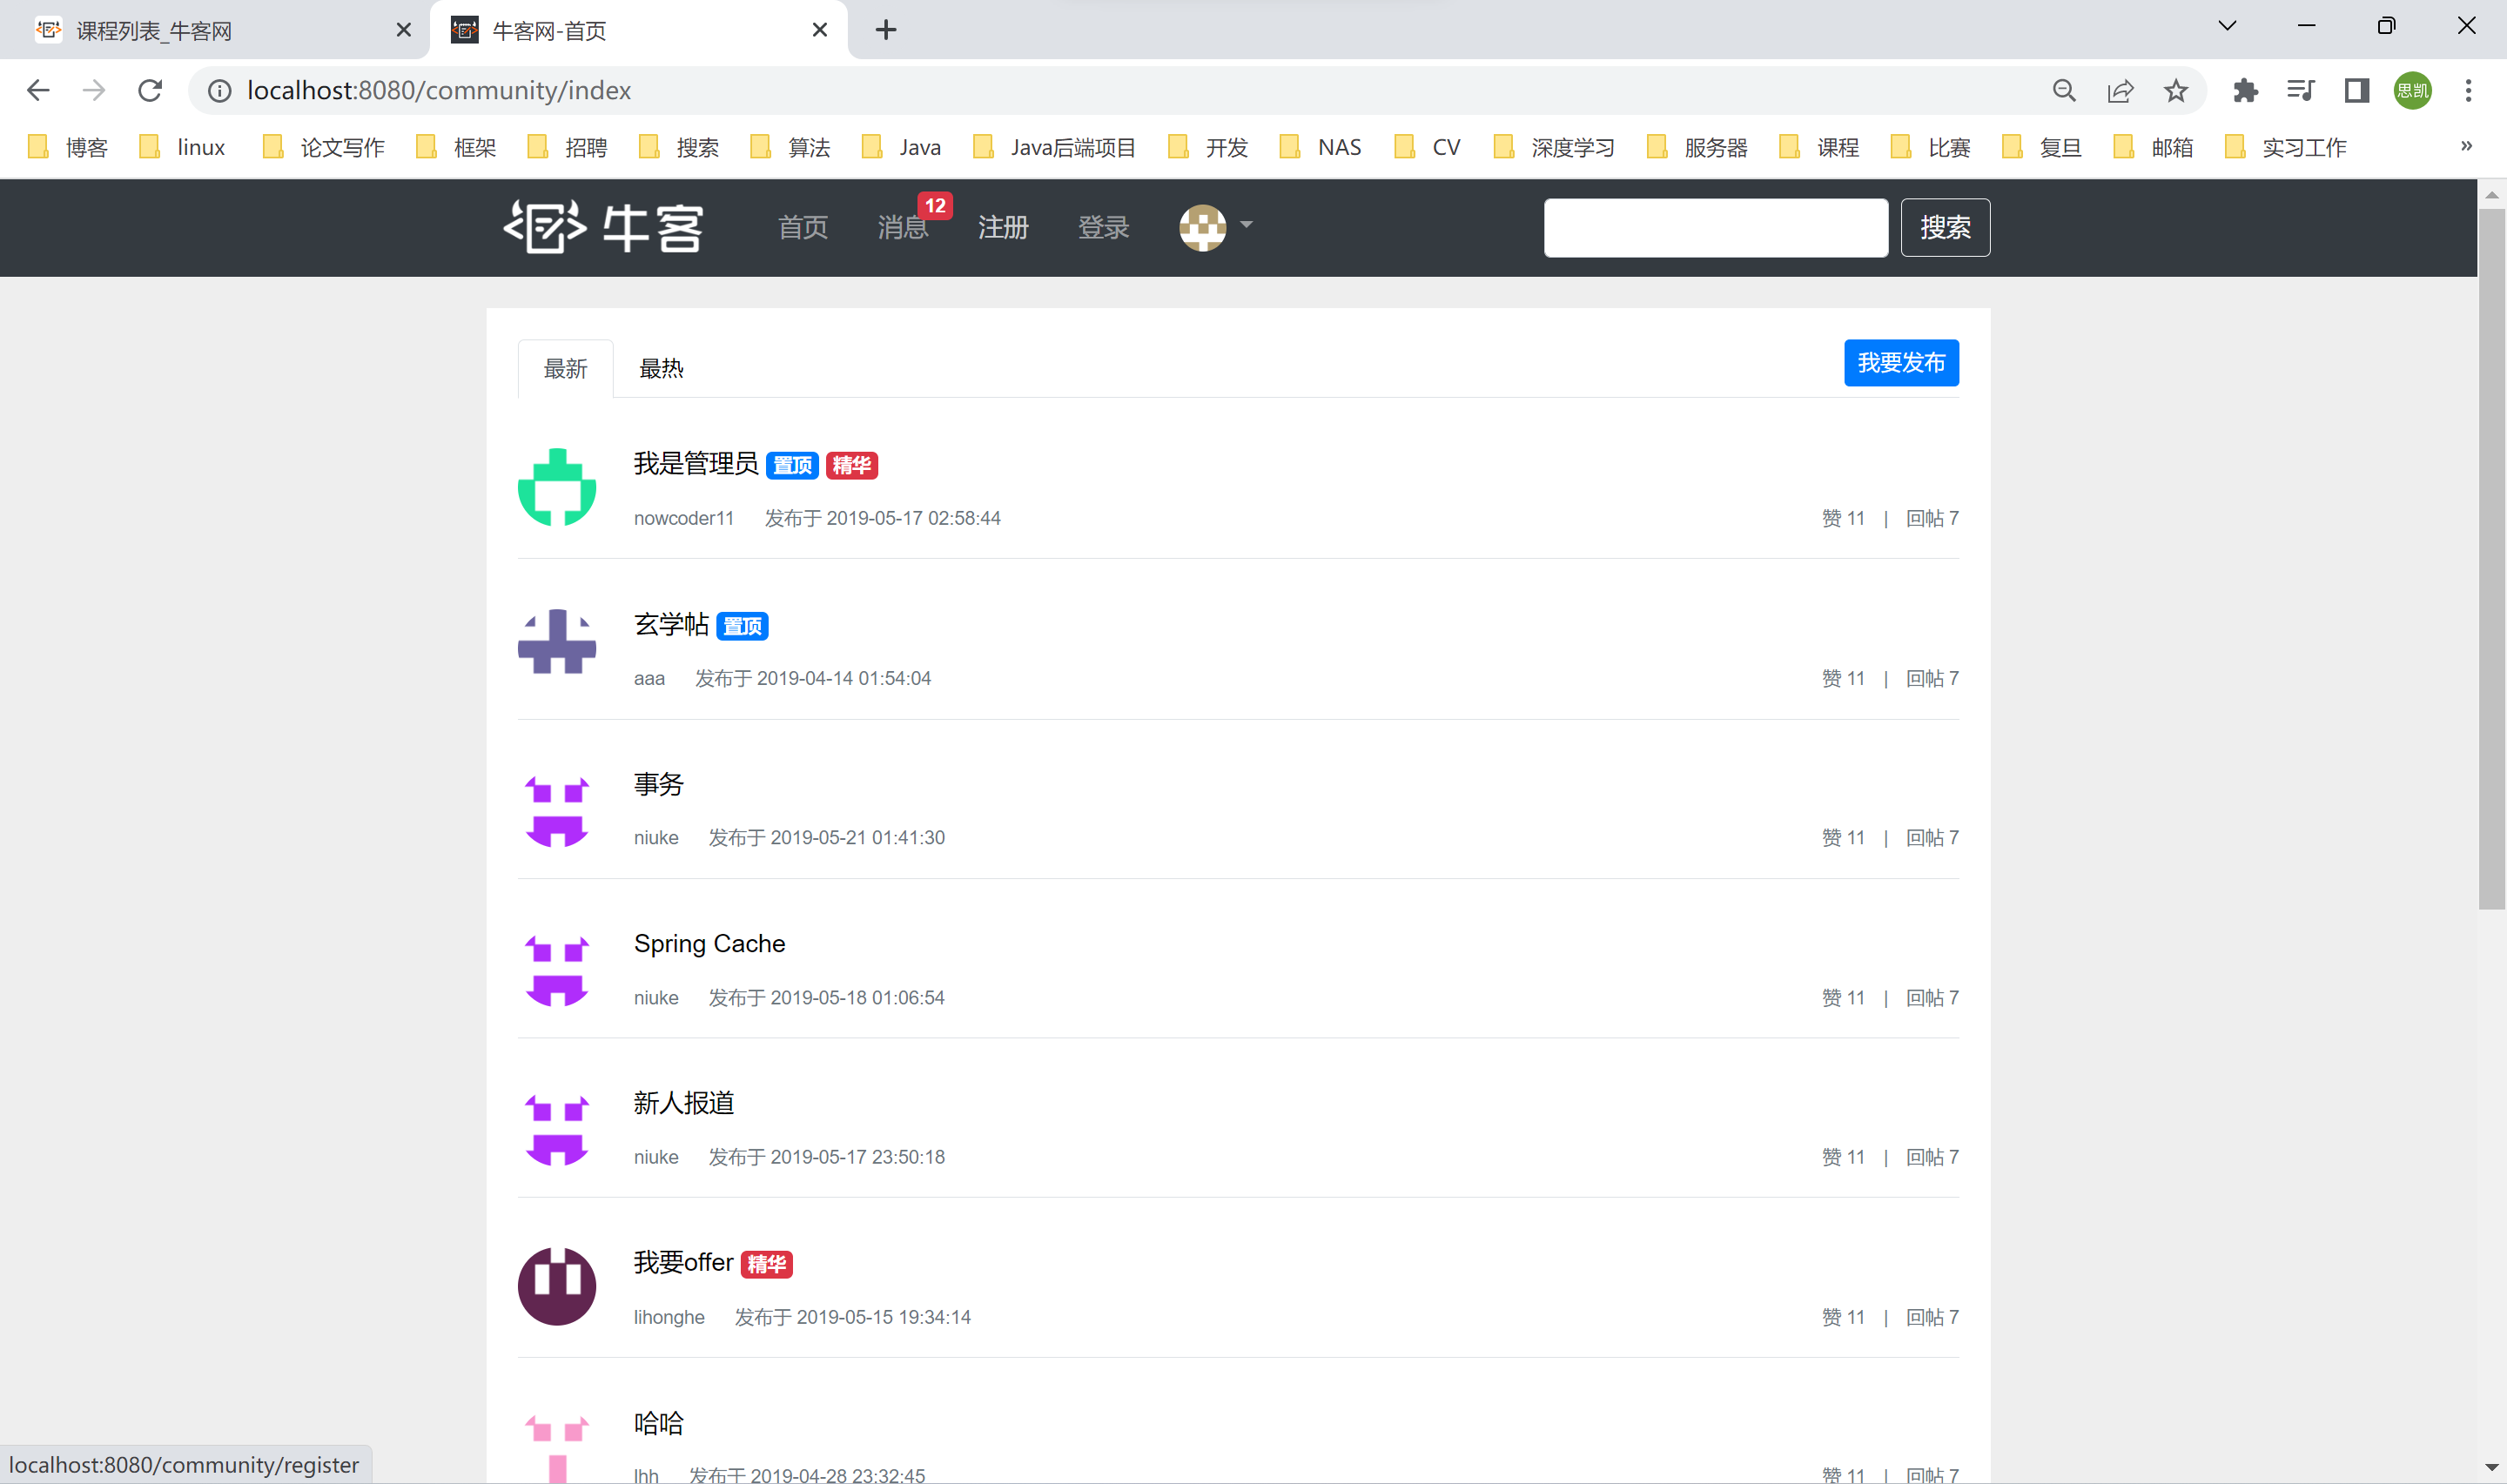 课程列表_牛客网
牛客网-首页
localhost:8080/community/index
思凯
博客 linux 论文写作 框架 招聘 搜索 算法 Java Java后端项目 开发 NAS CV 深度学习 服务器 课程 比赛 复旦 邮箱 实习工作 »
牛客 首页 消息 12 注册 登录 搜索
最新 最热 我要发布
我是管理员 置顶 精华
nowcoder11 发布于 2019-05-17 02:58:44 赞 11 | 回帖 7
玄学帖 置顶
aaa 发布于 2019-04-14 01:54:04 赞 11 | 回帖 7
事务
niuke 发布于 2019-05-21 01:41:30 赞 11 | 回帖 7
Spring Cache
niuke 发布于 2019-05-18 01:06:54 赞 11 | 回帖 7
新人报道
niuke 发布于 2019-05-17 23:50:18 赞 11 | 回帖 7
我要offer 精华
lihonghe 发布于 2019-05-15 19:34:14 赞 11 | 回帖 7
哈哈
lhh 发布于 2019-04-28 23:32:45 赞 11 | 回帖 7
localhost:8080/community/register